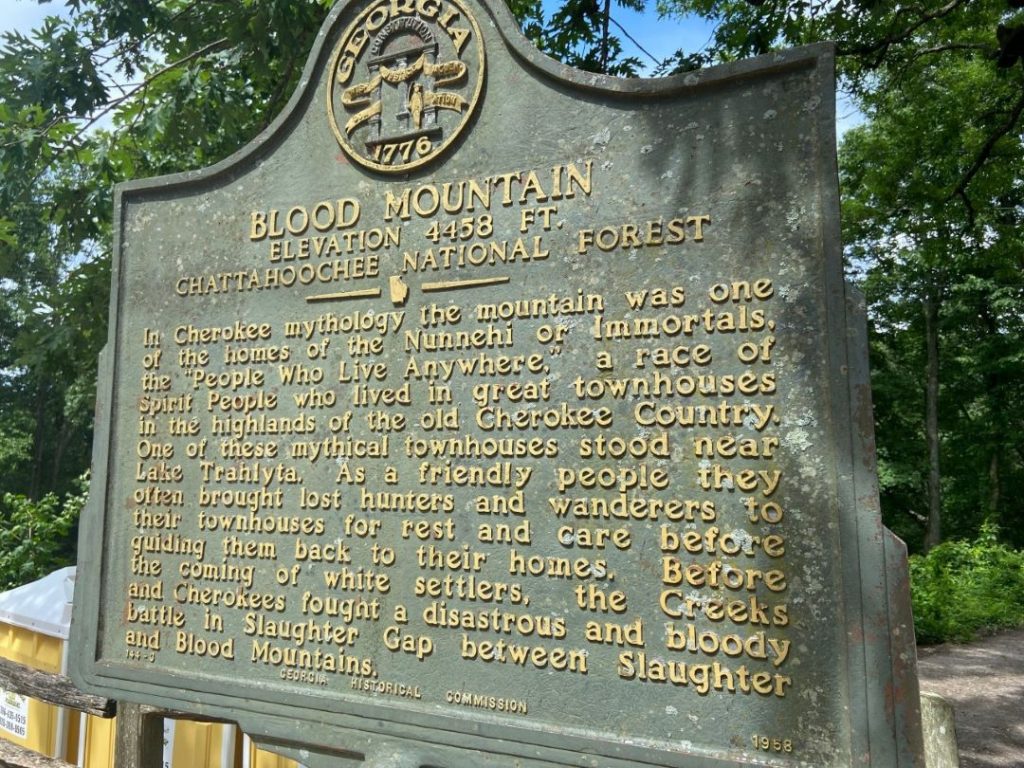 GEORGIA
CONSTITUTION
1776
BLOOD MOUNTAIN
ELEVATION 4458 FT.
CHATTAHOOCHEE NATIONAL FOREST
In Cherokee mythology the mountain was one
of the homes of the Nunnehi or Immortals,
the "People Who Live Anywhere," a race of
Spirit People who lived in great townhouses
in the highlands of the old Cherokee Country.
One of these mythical townhouses stood near
Lake Trahlyta. As a friendly people they
often brought lost hunters and wanderers to
their townhouses for rest and care before
guiding them back to their homes. Before
the coming of white settlers, the Creeks
and Cherokees fought a disastrous and bloody
battle in Slaughter Gap between Slaughter
and Blood Mountains.
GEORGIA HISTORICAL COMMISSION
1958